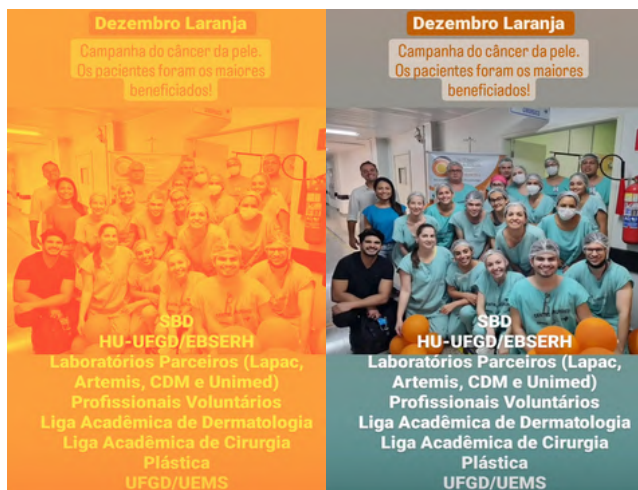 Dezembro Laranja
Campanha do câncer da pele.
Os pacientes foram os maiores
beneficiados!
SBD
HU-UFGD/EBSERH
Laboratórios Parceiros (Lapac,
Artemis, CDM e Unimed)
Profissionais Voluntários
Liga Acadêmica de Dermatologia
Liga Acadêmica de Cirurgia
Plástica
UFGD/UEMS
Dezembro Laranja
Campanha do câncer da pele.
Os pacientes foram os maiores
beneficiados!
SBD
HU-UFGD/EBSERH
Laboratórios Parceiros (Lapac,
Artemis, CDM e Unimed)
Profissionais Voluntários
Liga Acadêmica de Dermatologia
Liga Acadêmica de Cirurgia
Plástica
UFGD/UEMS